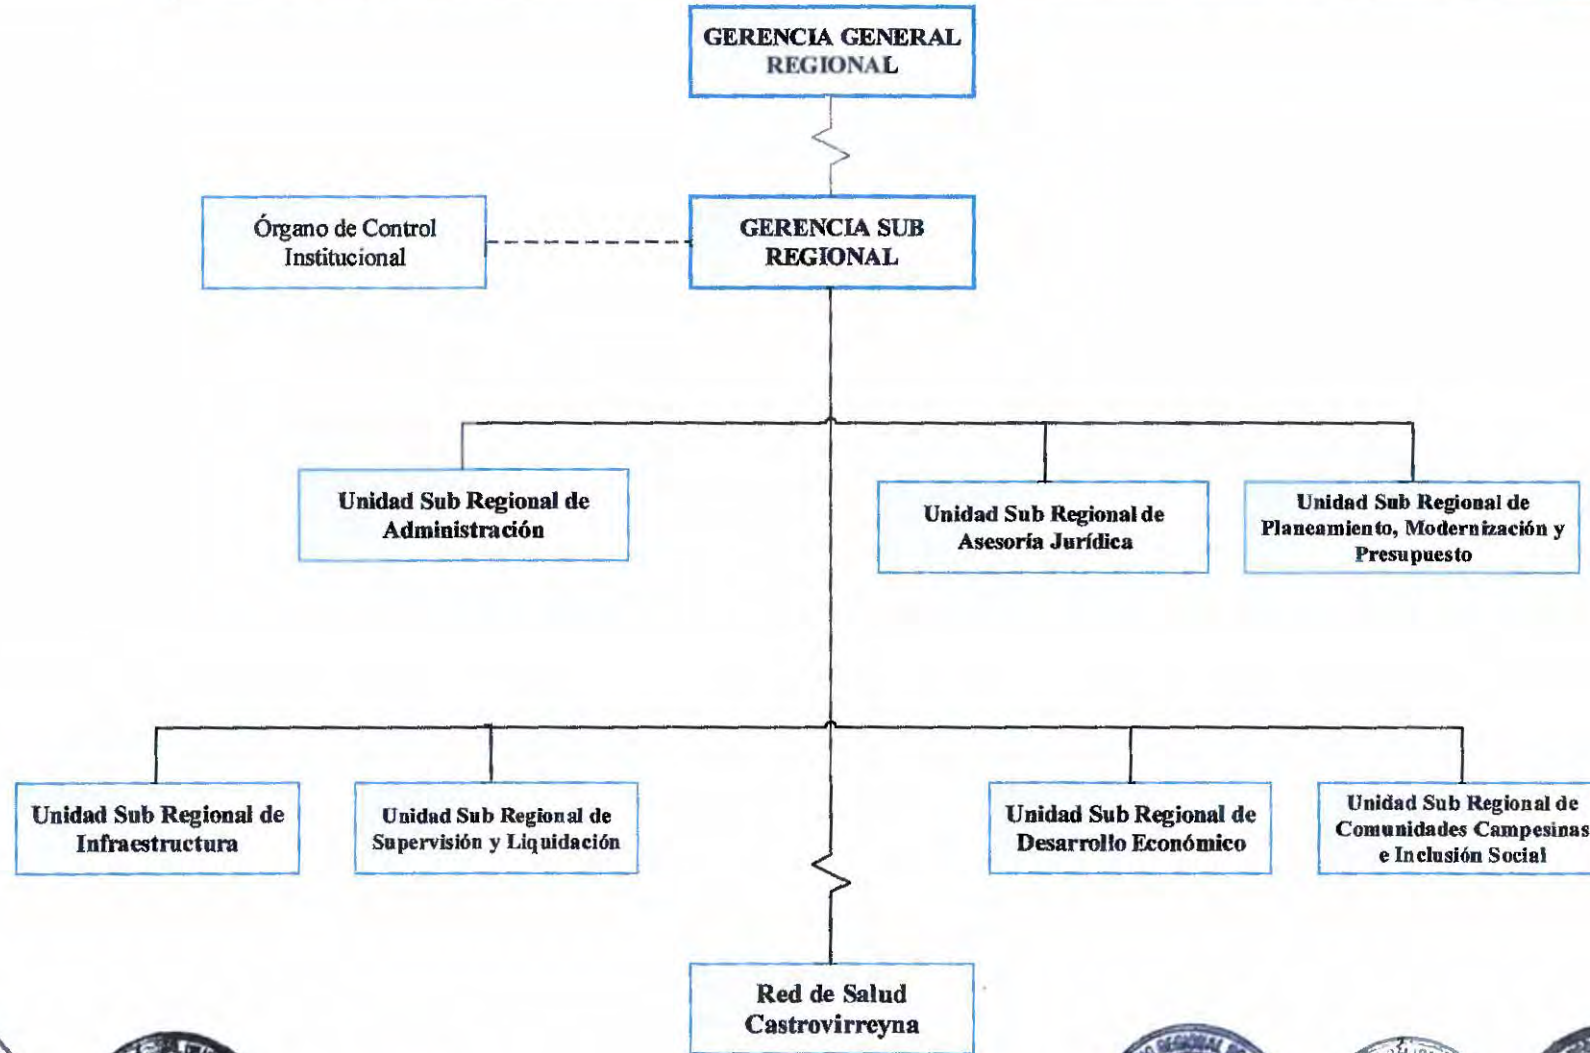 GERENCIA GENERAL
REGIONAL
Órgano de Control
Institucional
GERENCIA SUB
REGIONAL
Unidad Sub Regional de
Administración
Unidad Sub Regional de
Asesoría Jurídica
Unidad Sub Regional de
Planeamiento, Modernización y
Presupuesto
Unidad Sub Regional de
Infraestructura
Unidad Sub Regional de
Supervisión y Liquidación
Unidad Sub Regional de
Desarrollo Económico
Unidad Sub Regional de
Comunidades Campesinas
e Inclusión Social
Red de Salud
Castrovirreyna
REGIONAL